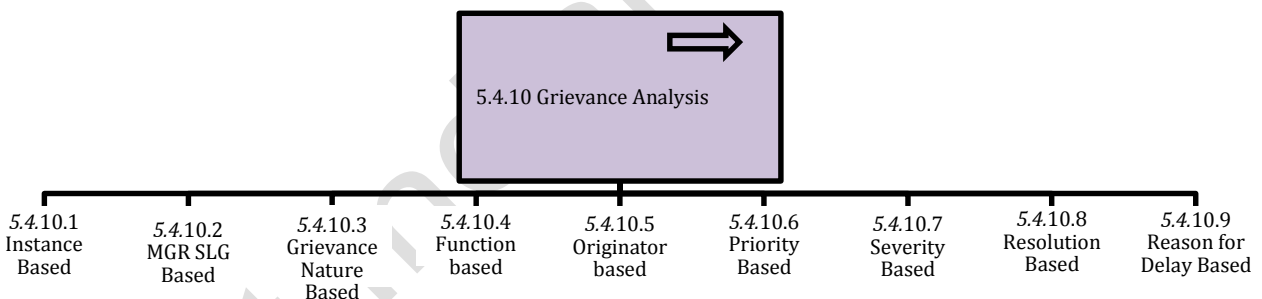 5.4.10 Grievance Analysis
5.4.10.1
Instance
Based
5.4.10.2
MGR SLG
Based
5.4.10.3
Grievance
Nature
Based
5.4.10.4
Function
based
5.4.10.5
Originator
based
5.4.10.6
Priority
Based
5.4.10.7
Severity
Based
5.4.10.8
Resolution
Based
5.4.10.9
Reason for
Delay Based